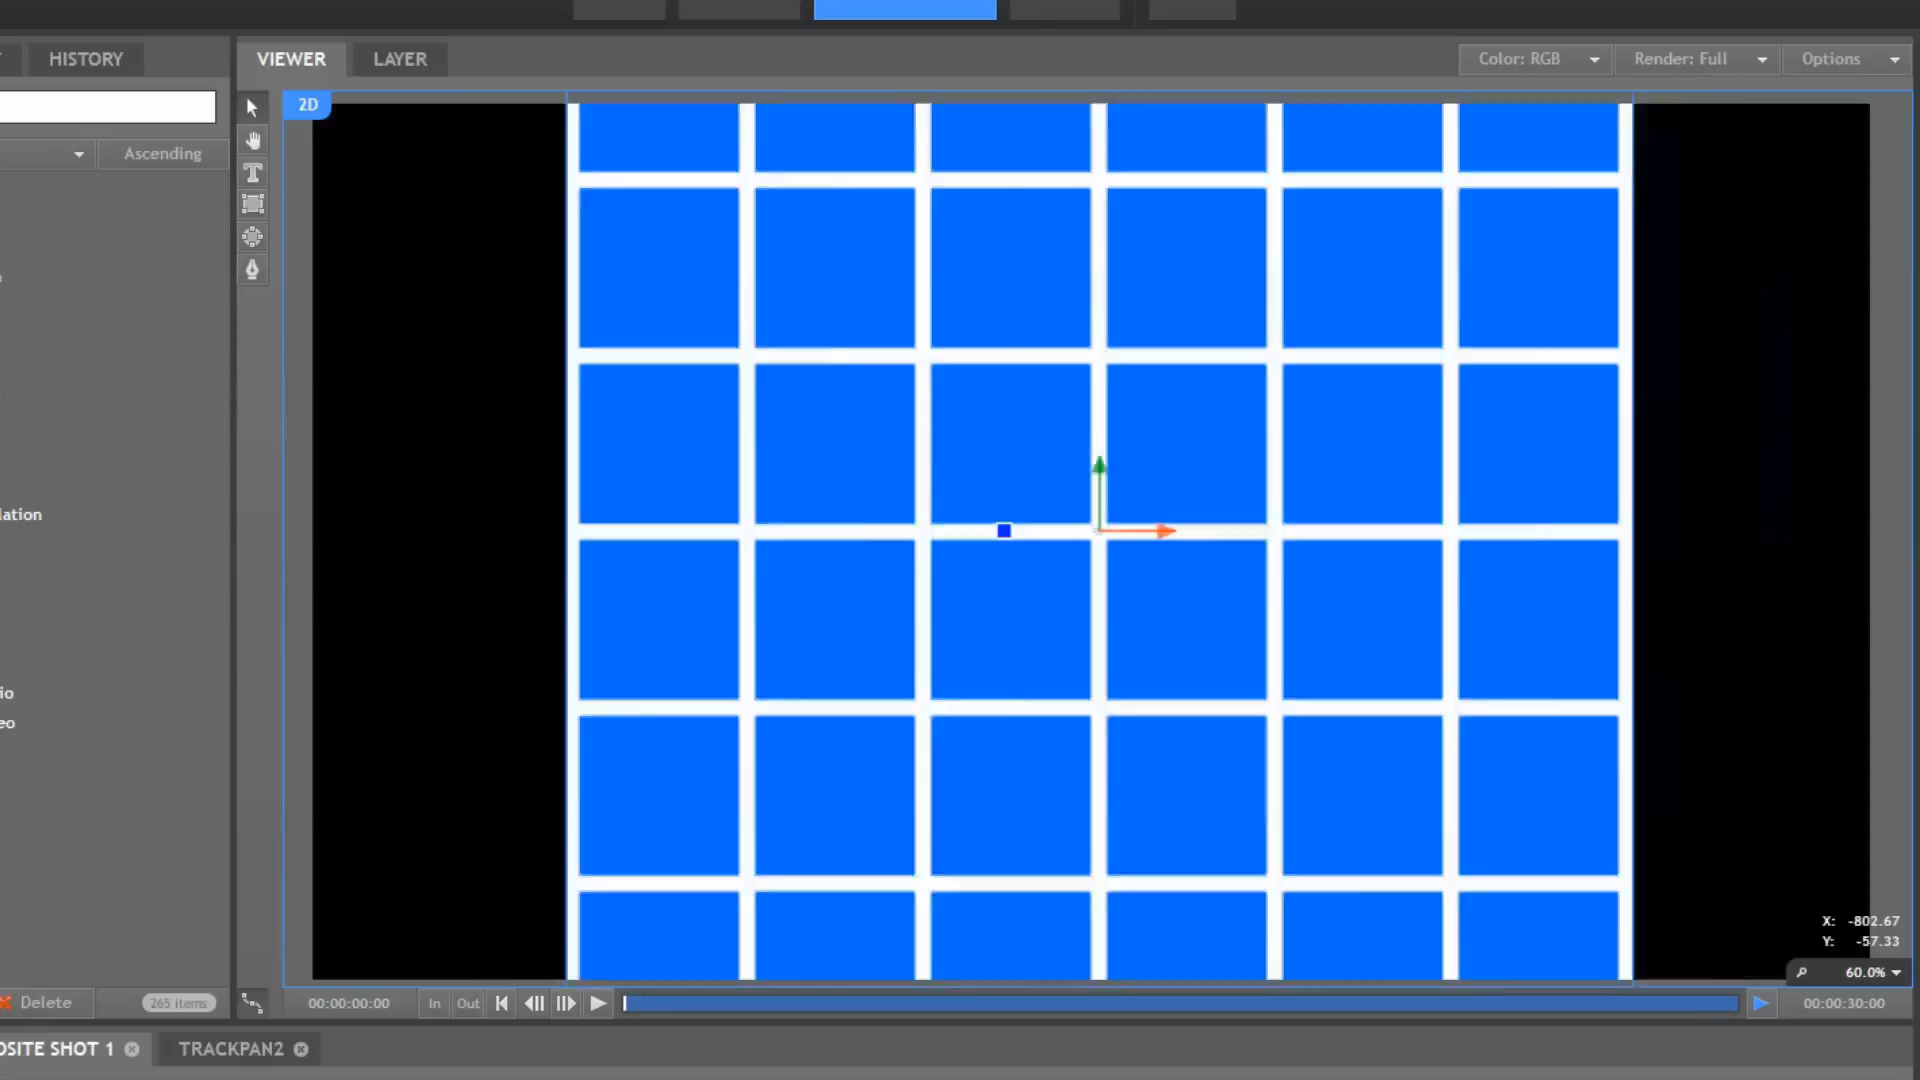 HISTORY
VIEWER
LAYER
Color: RGB
Render: Full
Options
2D
Ascending
lation
io
eo
X: -802.67
Y: -57.33
60.0%
Delete
265 items
00:00:00:00
In
Out
00:00:30:00
OSITE SHOT 1
TRACKPAN2